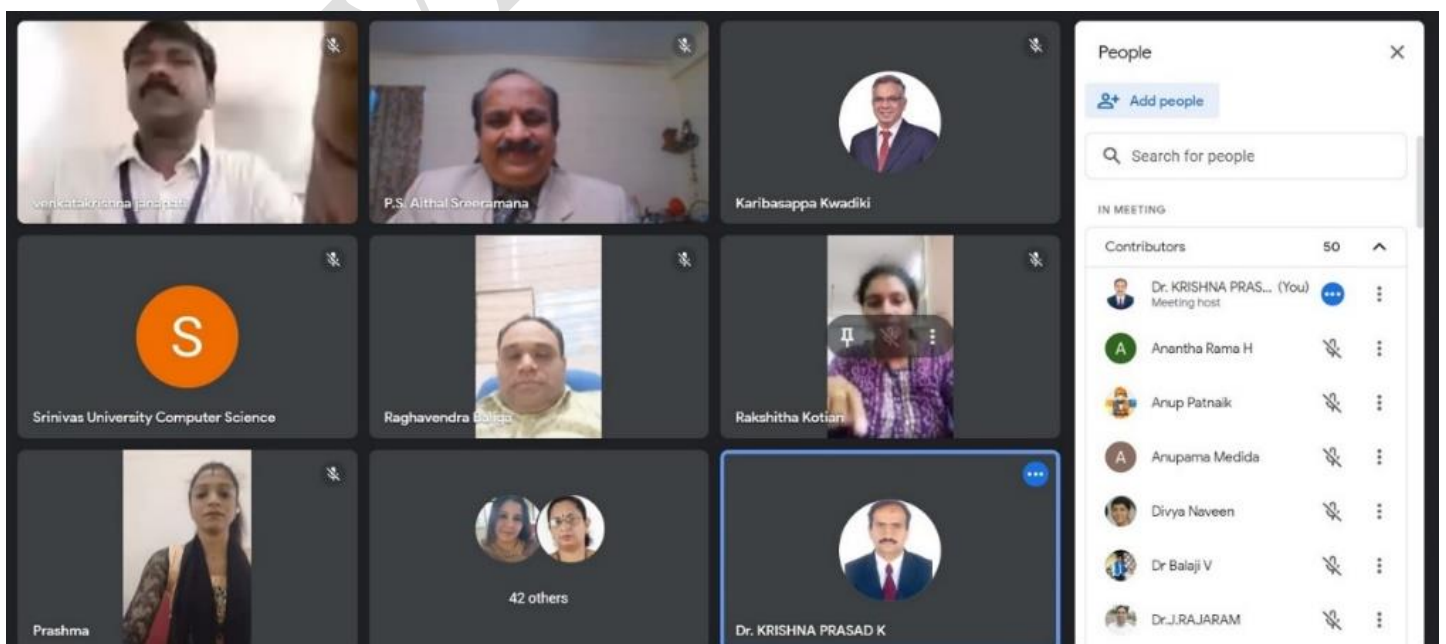 venkatakrishna janapati
P.S. Aithal Sreeramana
Karibasappa Kwadiki
S
Srinivas University Computer Science
Raghavendra Baliga
Rakshitha Kotian
Prashma
42 others
Dr. KRISHNA PRASAD K
People
Add people
Search for people
IN MEETING
Contributors 50
Dr. KRISHNA PRAS... (You)
Meeting host
A Anantha Rama H
Anup Patnaik
A Anupama Medida
Divya Naveen
Dr Balaji V
Dr.J.RAJARAM